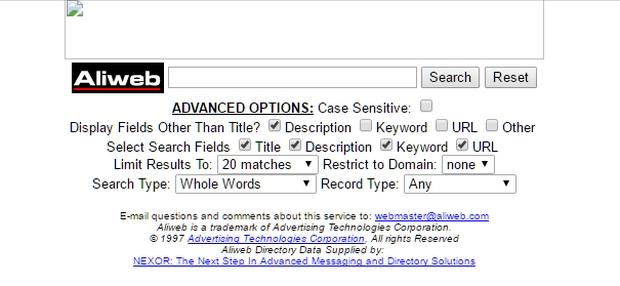 Aliweb Search Reset
ADVANCED OPTIONS: Case Sensitive:
Display Fields Other Than Title? Description Keyword URL Other
Select Search Fields Title Description Keyword URL
Limit Results To: 20 matches Restrict to Domain: none
Search Type: Whole Words Record Type: Any
E-mail questions and comments about this service to: webmaster@aliweb.com
Aliweb is a trademark of Advertising Technologies Corporation.
© 1997 Advertising Technologies Corporation, All rights Reserved
Aliweb Directory Data Supplied by:
NEXOR: The Next Step In Advanced Messaging and Directory Solutions